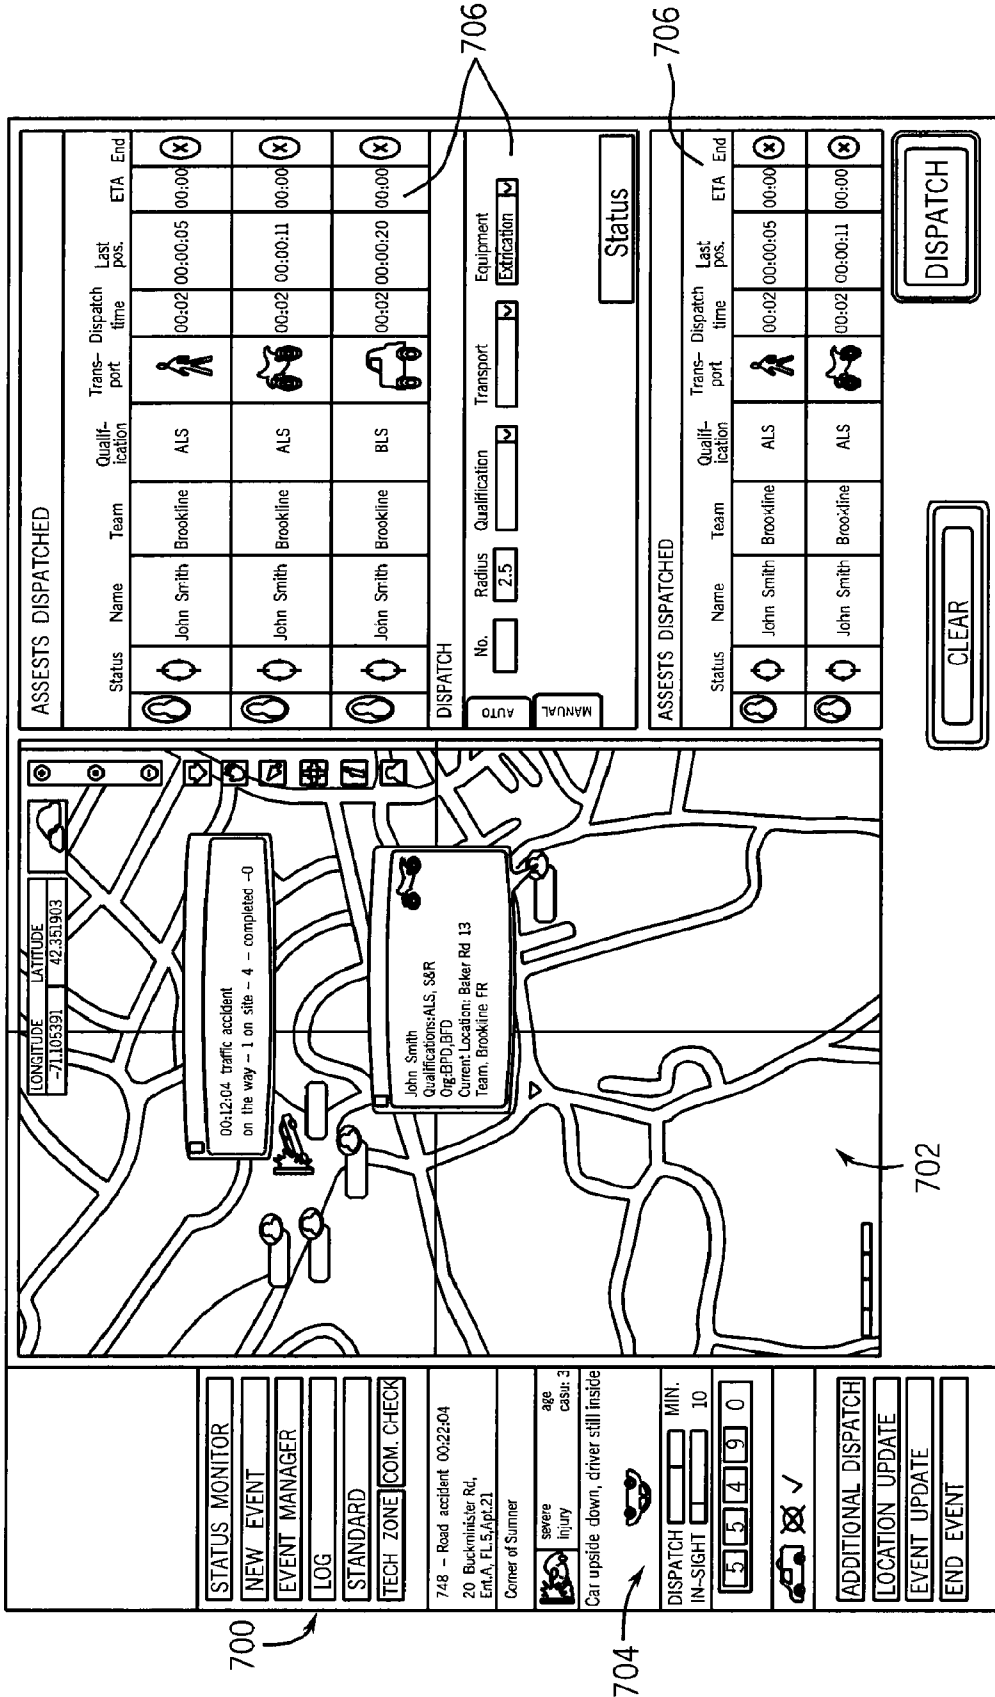 700
STATUS MONITOR
NEW EVENT
EVENT MANAGER
LOG
STANDARD
TECH ZONE COM. CHECK
748 – Road accident 00:22:04
20 Buckminister Rd,
Ent.A, FL.5,Apt.21
Corner of Sumner
severe age
injury casu: 3
Car upside down, driver still inside
704
DISPATCH MIN.
IN-SIGHT 10
5 5 5 4 9 0
ADDITIONAL DISPATCH
LOCATION UPDATE
EVENT UPDATE
END EVENT
LONGITUDE LATITUDE
-71.105391 42.351903
00:12:04 traffic accident
on the way – 1 on site – 4 – completed –0
John Smith
Qualifications:ALS, S&R
Org:BPD,BFD
Current Location: Baker Rd 13
Team. Brookline FR
702
ASSESTS DISPATCHED
Status Name Team Qualif-ication Trans-port Dispatch time Last pos. ETA End
John Smith Brookline ALS 00:02 00:00:05 00:00 X
John Smith Brookline ALS 00:02 00:00:11 00:00 X
John Smith Brookline BLS 00:02 00:00:20 00:00 X
706
DISPATCH
AUTO
MANUAL
No. Radius Qualification Transport Equipment
2.5 Extrication
Status
ASSESTS DISPATCHED
Status Name Team Qualif-ication Trans-port Dispatch time Last pos. ETA End
John Smith Brookline ALS 00:02 00:00:05 00:00 X
John Smith Brookline ALS 00:02 00:00:11 00:00 X
706
CLEAR
DISPATCH